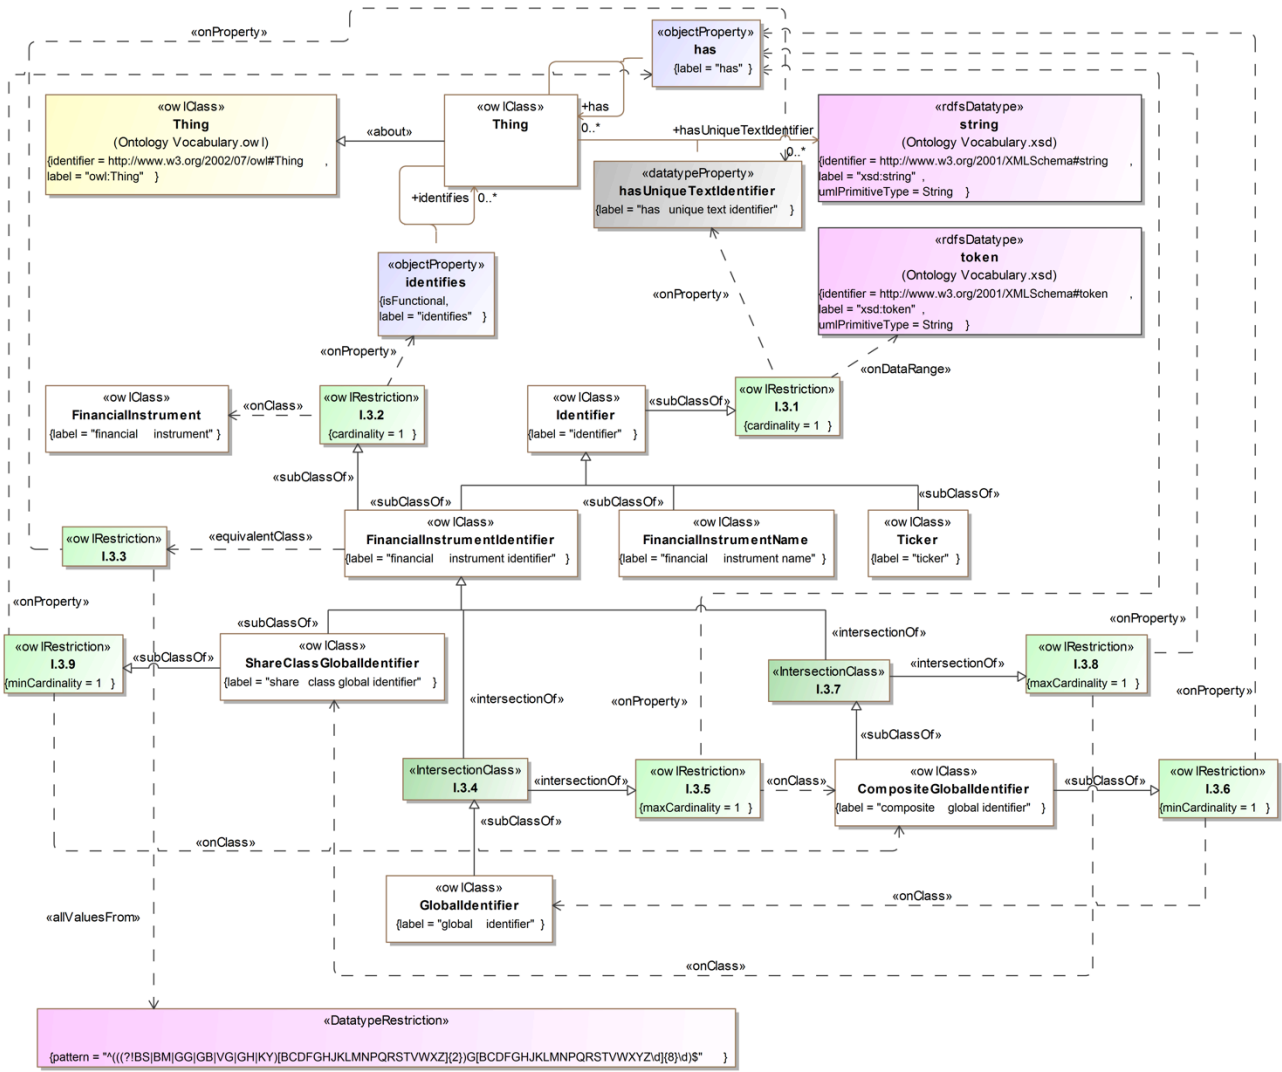 «onProperty»
«objectProperty»
has
{label = "has" }
«owlClass»
Thing
(Ontology Vocabulary.owl)
{identifier = http://www.w3.org/2002/07/owl#Thing ,
label = "owl:Thing" }
«about»
«owlClass»
Thing
+has
0..*
+hasUniqueTextIdentifier
0..*
«rdfsDatatype»
string
(Ontology Vocabulary.xsd)
{identifier = http://www.w3.org/2001/XMLSchema#string ,
label = "xsd:string" ,
umlPrimitiveType = String }
+identifies
0..*
«datatypeProperty»
hasUniqueTextIdentifier
{label = "has unique text identifier" }
«objectProperty»
identifies
{isFunctional,
label = "identifies" }
«rdfsDatatype»
token
(Ontology Vocabulary.xsd)
{identifier = http://www.w3.org/2001/XMLSchema#token ,
label = "xsd:token" ,
umlPrimitiveType = String }
«onProperty»
«onProperty»
«onDataRange»
«owlClass»
FinancialInstrument
{label = "financial instrument" }
«onClass»
«owlRestriction»
I.3.2
{cardinality = 1 }
«owlClass»
Identifier
{label = "identifier" }
«subClassOf»
«owlRestriction»
I.3.1
{cardinality = 1 }
«subClassOf»
«subClassOf»
«subClassOf»
«subClassOf»
«owlRestriction»
I.3.3
«equivalentClass»
«owlClass»
FinancialInstrumentIdentifier
{label = "financial instrument identifier" }
«owlClass»
FinancialInstrumentName
{label = "financial instrument name" }
«owlClass»
Ticker
{label = "ticker" }
«onProperty»
«subClassOf»
«intersectionOf»
«onProperty»
«owlRestriction»
I.3.9
{minCardinality = 1 }
«subClassOf»
«owlClass»
ShareClassGlobalIdentifier
{label = "share class global identifier" }
«intersectionOf»
«onProperty»
«IntersectionClass»
I.3.7
«intersectionOf»
«owlRestriction»
I.3.8
{maxCardinality = 1 }
«onProperty»
«subClassOf»
«IntersectionClass»
I.3.4
«intersectionOf»
«owlRestriction»
I.3.5
{maxCardinality = 1 }
«onClass»
«owlClass»
CompositeGlobalIdentifier
{label = "composite global identifier" }
«subClassOf»
«owlRestriction»
I.3.6
{minCardinality = 1 }
«subClassOf»
«onClass»
«owlClass»
GlobalIdentifier
{label = "global identifier" }
«onClass»
«allValuesFrom»
«onClass»
«DatatypeRestriction»
{pattern = "^(((?!BS|BM|GG|GB|VG|GH|KY)[BCDFGHJKLMNPQRSTVWXZ]{2})G[BCDFGHJKLMNPQRSTVWXYZ\d]{8}\d)$" }